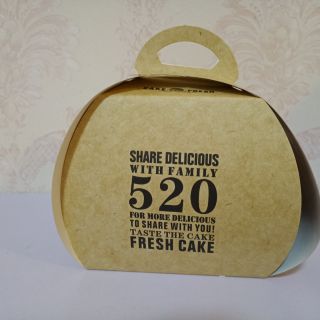 SHARE DELICIOUS
WITH FAMILY
520
FOR MORE DELICIOUS
TO SHARE WITH YOU!
TASTE THE CAKE
FRESH CAKE